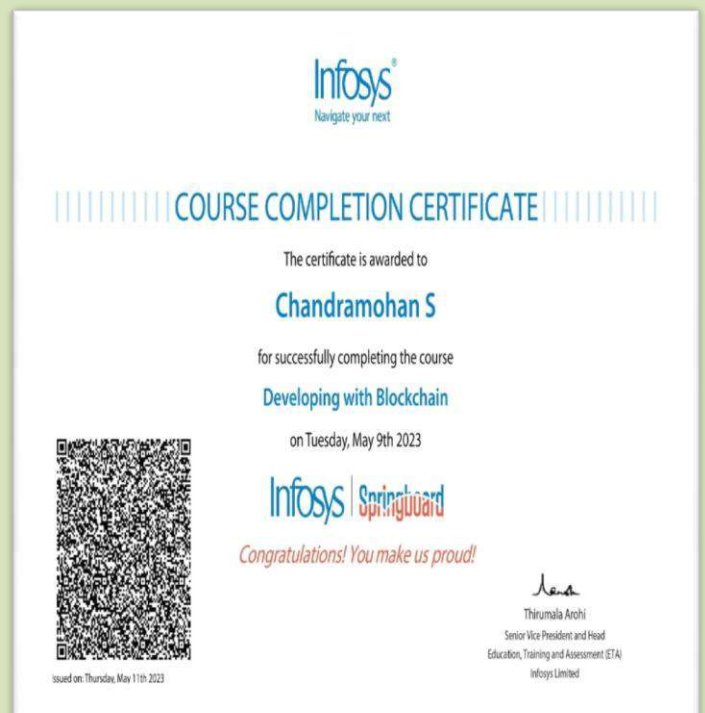 Infosys®
Navigate your next
COURSE COMPLETION CERTIFICATE
The certificate is awarded to
Chandramohan S
for successfully completing the course
Developing with Blockchain
on Tuesday, May 9th 2023
Infosys | Springboard
Congratulations! You make us proud!
Thirumala Arohi
Senior Vice President and Head
Education, Training and Assessment (ETA)
Infosys Limited
Issued on: Thursday, May 11th 2023